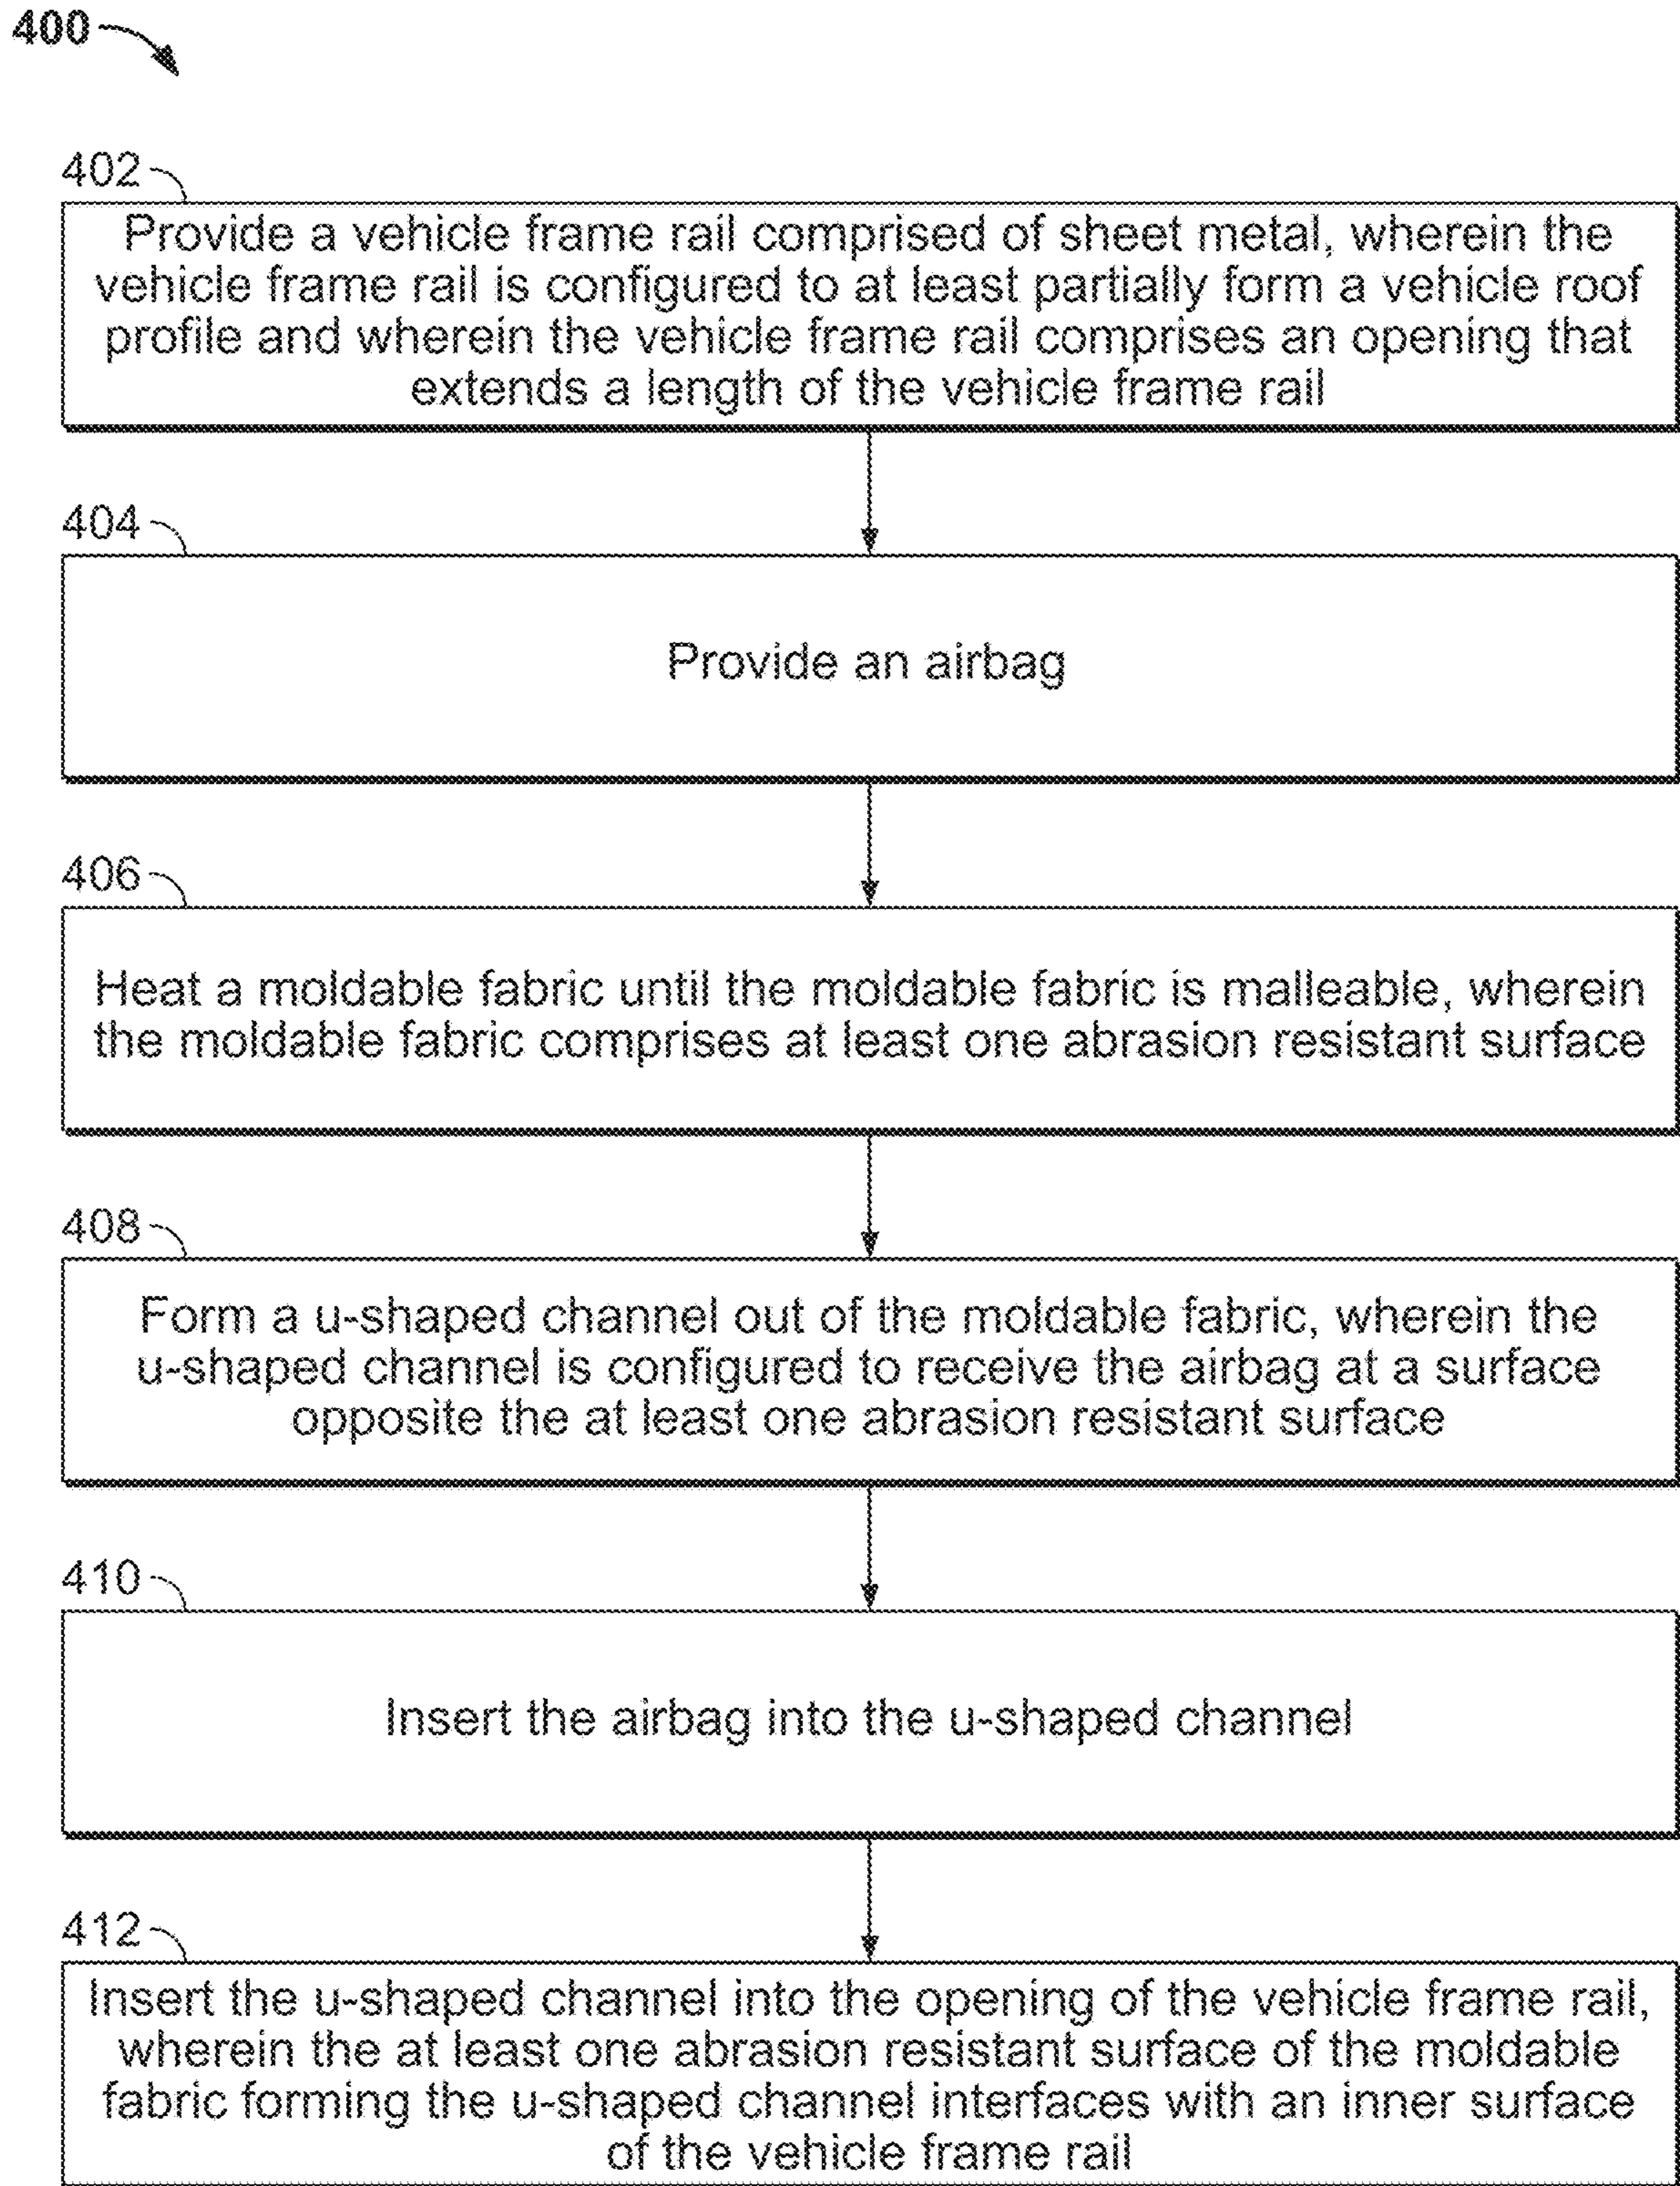 400
402
Provide a vehicle frame rail comprised of sheet metal, wherein the
vehicle frame rail is configured to at least partially form a vehicle roof
profile and wherein the vehicle frame rail comprises an opening that
extends a length of the vehicle frame rail
404
Provide an airbag
406
Heat a moldable fabric until the moldable fabric is malleable, wherein
the moldable fabric comprises at least one abrasion resistant surface
408
Form a u-shaped channel out of the moldable fabric, wherein the
u-shaped channel is configured to receive the airbag at a surface
opposite the at least one abrasion resistant surface
410
Insert the airbag into the u-shaped channel
412
Insert the u-shaped channel into the opening of the vehicle frame rail,
wherein the at least one abrasion resistant surface of the moldable
fabric forming the u-shaped channel interfaces with an inner surface
of the vehicle frame rail